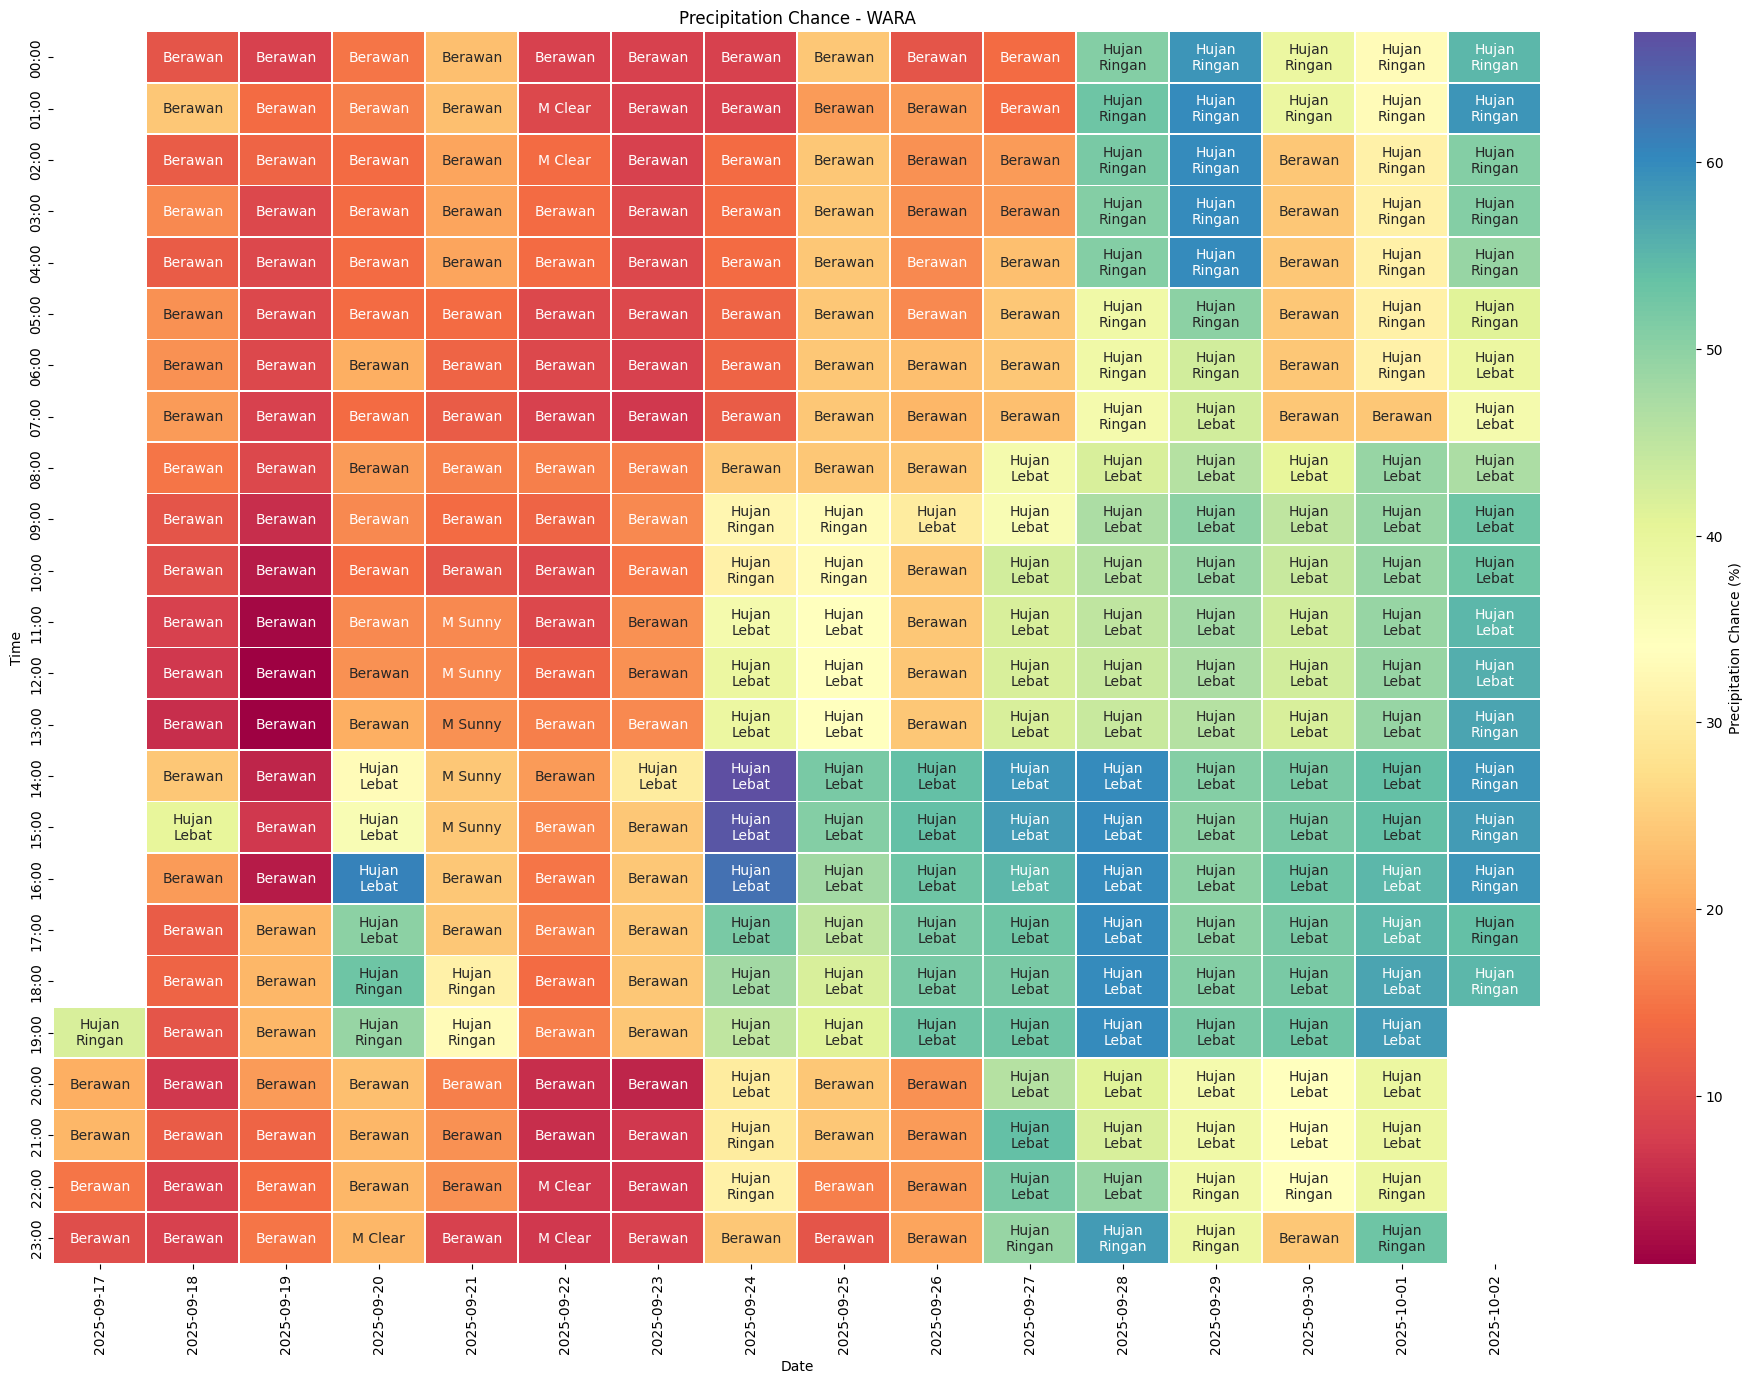 Precipitation Chance - WARA
00:00 Berawan Berawan Berawan Berawan Berawan Berawan Berawan Berawan Berawan Berawan Hujan Ringan Hujan Ringan Hujan Ringan Hujan Ringan Hujan Ringan
01:00 Berawan Berawan Berawan Berawan M Clear Berawan Berawan Berawan Berawan Berawan Hujan Ringan Hujan Ringan Hujan Ringan Hujan Ringan Hujan Ringan
02:00 Berawan Berawan Berawan Berawan M Clear Berawan Berawan Berawan Berawan Berawan Hujan Ringan Hujan Ringan Berawan Hujan Ringan Hujan Ringan
03:00 Berawan Berawan Berawan Berawan Berawan Berawan Berawan Berawan Berawan Berawan Hujan Ringan Hujan Ringan Berawan Hujan Ringan Hujan Ringan
04:00 Berawan Berawan Berawan Berawan Berawan Berawan Berawan Berawan Berawan Berawan Hujan Ringan Hujan Ringan Berawan Hujan Ringan Hujan Ringan
05:00 Berawan Berawan Berawan Berawan Berawan Berawan Berawan Berawan Berawan Berawan Hujan Ringan Hujan Ringan Berawan Hujan Ringan Hujan Ringan
06:00 Berawan Berawan Berawan Berawan Berawan Berawan Berawan Berawan Berawan Berawan Hujan Ringan Hujan Ringan Berawan Hujan Ringan Hujan Lebat
07:00 Berawan Berawan Berawan Berawan Berawan Berawan Berawan Berawan Berawan Berawan Hujan Ringan Hujan Lebat Berawan Berawan Hujan Lebat
08:00 Berawan Berawan Berawan Berawan Berawan Berawan Berawan Berawan Berawan Hujan Lebat Hujan Lebat Hujan Lebat Hujan Lebat Hujan Lebat Hujan Lebat
09:00 Berawan Berawan Berawan Berawan Berawan Berawan Hujan Ringan Hujan Ringan Hujan Lebat Hujan Lebat Hujan Lebat Hujan Lebat Hujan Lebat Hujan Lebat Hujan Lebat
10:00 Berawan Berawan Berawan Berawan Berawan Berawan Hujan Ringan Hujan Ringan Berawan Hujan Lebat Hujan Lebat Hujan Lebat Hujan Lebat Hujan Lebat Hujan Lebat
11:00 Berawan Berawan Berawan M Sunny Berawan Berawan Hujan Lebat Hujan Lebat Berawan Hujan Lebat Hujan Lebat Hujan Lebat Hujan Lebat Hujan Lebat Hujan Lebat
12:00 Berawan Berawan Berawan M Sunny Berawan Berawan Hujan Lebat Hujan Lebat Berawan Hujan Lebat Hujan Lebat Hujan Lebat Hujan Lebat Hujan Lebat Hujan Lebat
13:00 Berawan Berawan Berawan M Sunny Berawan Berawan Hujan Lebat Hujan Lebat Berawan Hujan Lebat Hujan Lebat Hujan Lebat Hujan Lebat Hujan Lebat Hujan Ringan
14:00 Berawan Berawan Hujan Lebat M Sunny Berawan Hujan Lebat Hujan Lebat Hujan Lebat Hujan Lebat Hujan Lebat Hujan Lebat Hujan Lebat Hujan Lebat Hujan Lebat Hujan Ringan
15:00 Hujan Lebat Berawan Hujan Lebat M Sunny Berawan Berawan Hujan Lebat Hujan Lebat Hujan Lebat Hujan Lebat Hujan Lebat Hujan Lebat Hujan Lebat Hujan Lebat Hujan Ringan
16:00 Berawan Berawan Hujan Lebat Berawan Berawan Berawan Hujan Lebat Hujan Lebat Hujan Lebat Hujan Lebat Hujan Lebat Hujan Lebat Hujan Lebat Hujan Lebat Hujan Ringan
17:00 Berawan Berawan Hujan Lebat Berawan Berawan Berawan Hujan Lebat Hujan Lebat Hujan Lebat Hujan Lebat Hujan Lebat Hujan Lebat Hujan Lebat Hujan Lebat Hujan Ringan
18:00 Berawan Berawan Hujan Ringan Hujan Ringan Berawan Berawan Hujan Lebat Hujan Lebat Hujan Lebat Hujan Lebat Hujan Lebat Hujan Lebat Hujan Lebat Hujan Lebat Hujan Ringan
19:00 Hujan Ringan Berawan Berawan Hujan Ringan Hujan Ringan Berawan Berawan Hujan Lebat Hujan Lebat Hujan Lebat Hujan Lebat Hujan Lebat Hujan Lebat Hujan Lebat Hujan Lebat
20:00 Berawan Berawan Berawan Berawan Berawan Berawan Berawan Hujan Lebat Berawan Berawan Hujan Lebat Hujan Lebat Hujan Lebat Hujan Lebat Hujan Lebat
21:00 Berawan Berawan Berawan Berawan Berawan Berawan Berawan Hujan Ringan Berawan Berawan Hujan Lebat Hujan Lebat Hujan Lebat Hujan Lebat Hujan Lebat
22:00 Berawan Berawan Berawan Berawan Berawan M Clear Berawan Hujan Ringan Berawan Berawan Hujan Lebat Hujan Lebat Hujan Ringan Hujan Ringan Hujan Ringan
23:00 Berawan Berawan Berawan M Clear Berawan M Clear Berawan Berawan Berawan Berawan Hujan Ringan Hujan Ringan Hujan Ringan Berawan Hujan Ringan
2025-09-17 2025-09-18 2025-09-19 2025-09-20 2025-09-21 2025-09-22 2025-09-23 2025-09-24 2025-09-25 2025-09-26 2025-09-27 2025-09-28 2025-09-29 2025-09-30 2025-10-01 2025-10-02
Time
Date
60
50
40
30
20
10
Precipitation Chance (%)